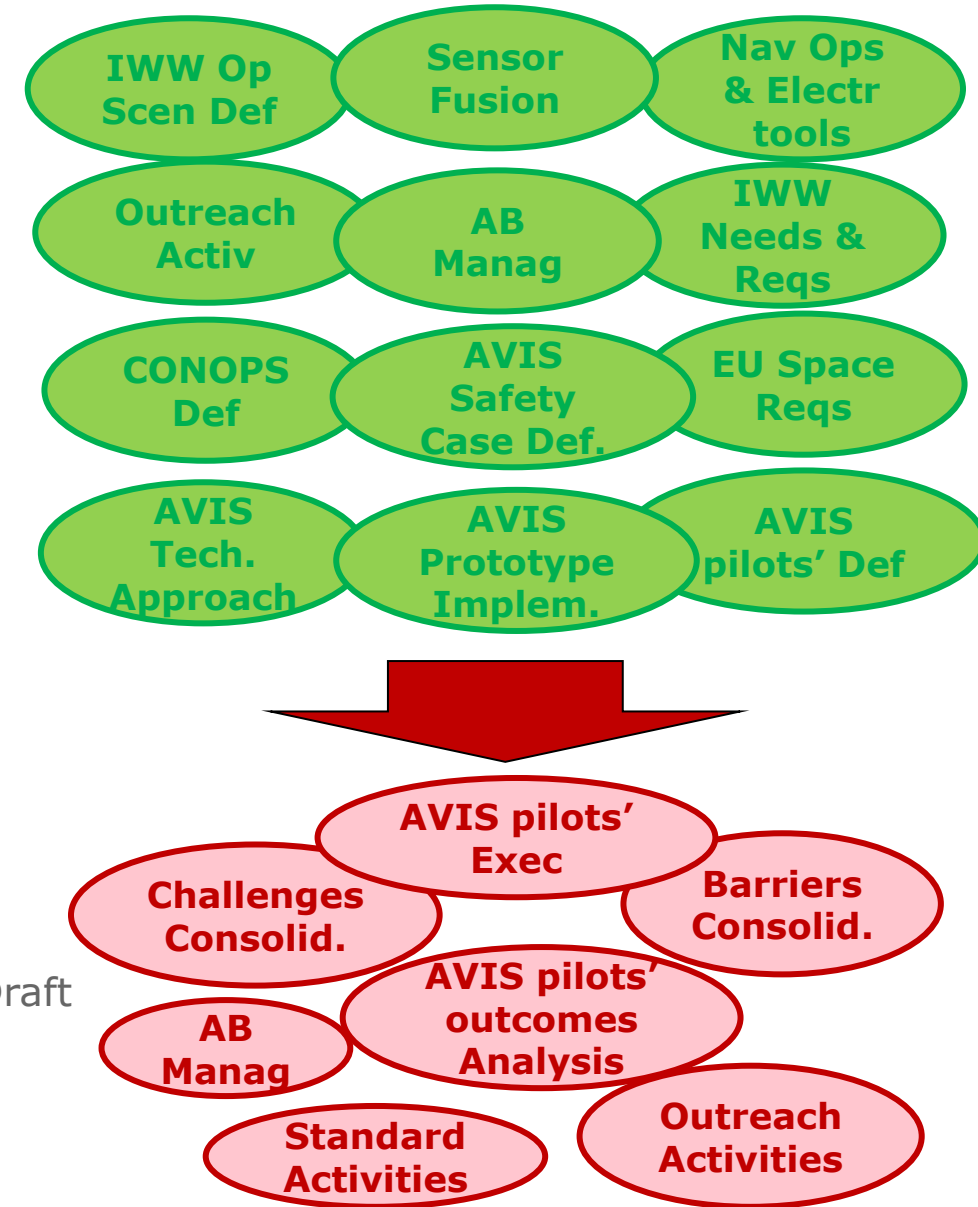 IWW Op
Scen Def
Sensor
Fusion
Nav Ops
& Electr
tools
Outreach
Activ
AB
Manag
IWW
Needs &
Reqs
CONOPS
Def
AVIS
Safety
Case Def.
EU Space
Reqs
AVIS
Tech.
Approach
AVIS
Prototype
Implem.
AVIS
pilots’ Def
AVIS pilots’
Exec
Challenges
Consolid.
Barriers
Consolid.
Draft
AVIS pilots’
outcomes
Analysis
AB
Manag
Standard
Activities
Outreach
Activities